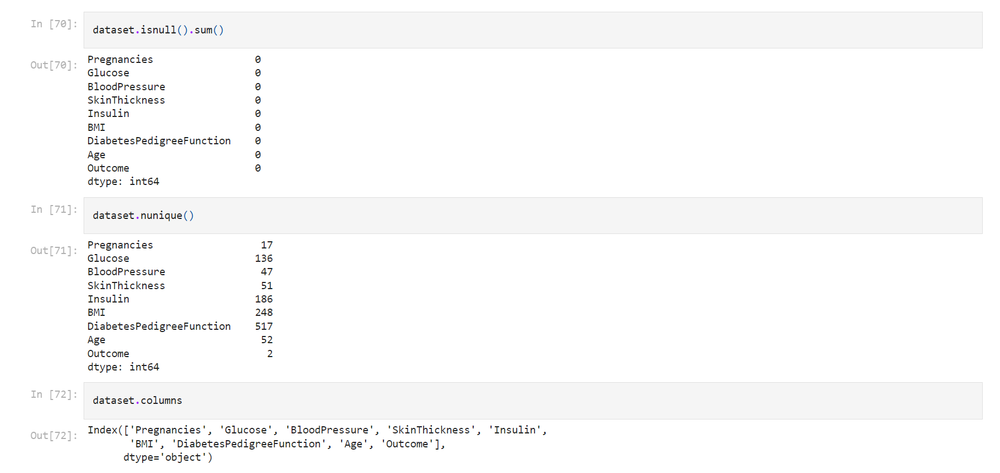 In [70]:
dataset.isnull().sum()
Out[70]:
Pregnancies 0
Glucose 0
BloodPressure 0
SkinThickness 0
Insulin 0
BMI 0
DiabetesPedigreeFunction 0
Age 0
Outcome 0
dtype: int64
In [71]:
dataset.nunique()
Out[71]:
Pregnancies 17
Glucose 136
BloodPressure 47
SkinThickness 51
Insulin 186
BMI 248
DiabetesPedigreeFunction 517
Age 52
Outcome 2
dtype: int64
In [72]:
dataset.columns
Out[72]:
Index(['Pregnancies', 'Glucose', 'BloodPressure', 'SkinThickness', 'Insulin',
'BMI', 'DiabetesPedigreeFunction', 'Age', 'Outcome'],
dtype='object')